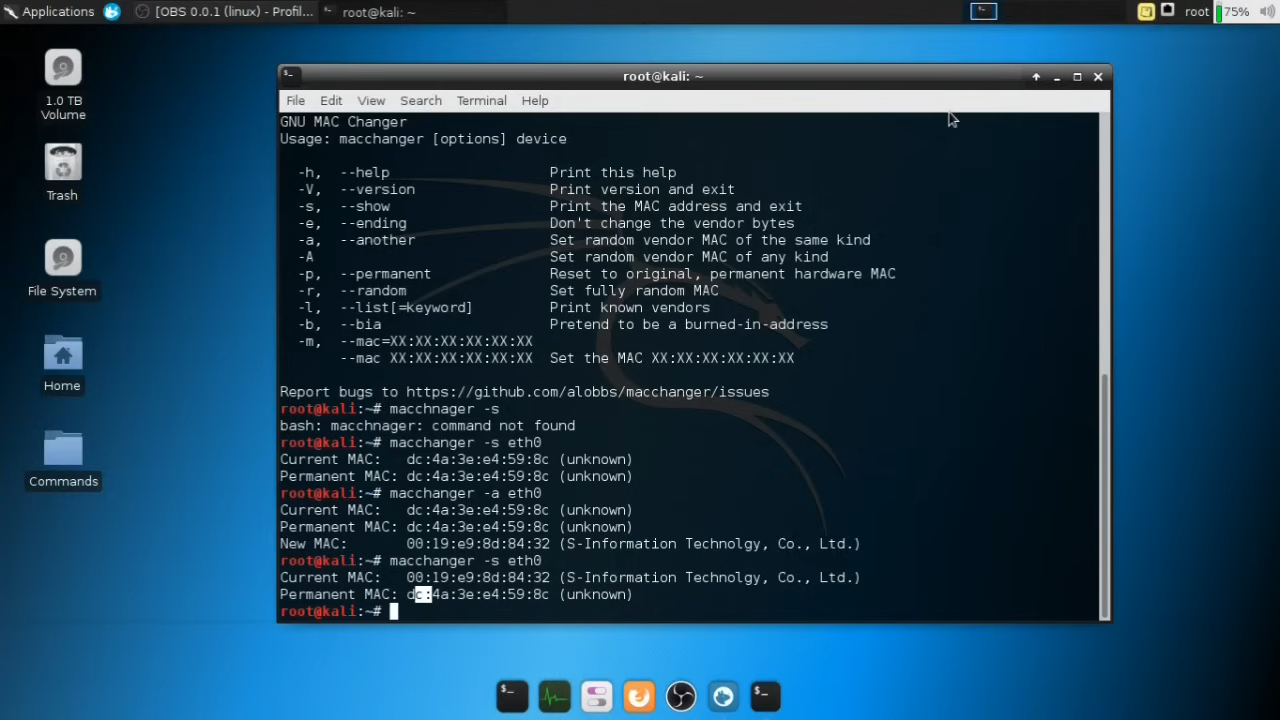 Applications
[OBS 0.0.1 (linux) - Profil...
root@kali: ~
root
75%
1.0 TB
Volume
Trash
File System
Home
Commands
root@kali: ~
File Edit View Search Terminal Help
GNU MAC Changer
Usage: macchanger [options] device
-h, --help Print this help
-V, --version Print version and exit
-s, --show Print the MAC address and exit
-e, --ending Don't change the vendor bytes
-a, --another Set random vendor MAC of the same kind
-A Set random vendor MAC of any kind
-p, --permanent Reset to original, permanent hardware MAC
-r, --random Set fully random MAC
-l, --list[=keyword] Print known vendors
-b, --bia Pretend to be a burned-in-address
-m, --mac=XX:XX:XX:XX:XX:XX
--mac XX:XX:XX:XX:XX:XX Set the MAC XX:XX:XX:XX:XX:XX
Report bugs to https://github.com/alobbs/macchanger/issues
root@kali:~# macchnager -s
bash: macchnager: command not found
root@kali:~# macchanger -s eth0
Current MAC: dc:4a:3e:e4:59:8c (unknown)
Permanent MAC: dc:4a:3e:e4:59:8c (unknown)
root@kali:~# macchanger -a eth0
Current MAC: dc:4a:3e:e4:59:8c (unknown)
Permanent MAC: dc:4a:3e:e4:59:8c (unknown)
New MAC: 00:19:e9:8d:84:32 (S-Information Technolgy, Co., Ltd.)
root@kali:~# macchanger -s eth0
Current MAC: 00:19:e9:8d:84:32 (S-Information Technolgy, Co., Ltd.)
Permanent MAC: dc:4a:3e:e4:59:8c (unknown)
root@kali:~#